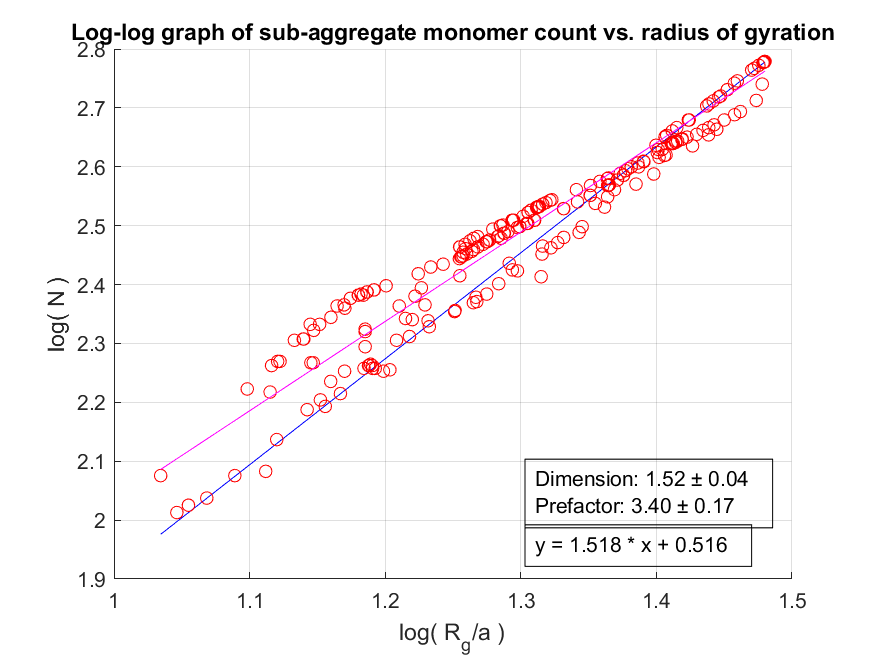 Log-log graph of sub-aggregate monomer count vs. radius of gyration
2.8
2.7
2.6
2.5
2.4
2.3
2.2
2.1
2
1.9
log( N )
Dimension: 1.52 ± 0.04
Prefactor: 3.40 ± 0.17
y = 1.518 * x + 0.516
1 1.1 1.2 1.3 1.4 1.5
log( Rg/a )